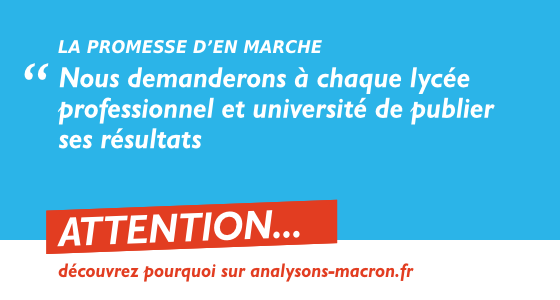 LA PROMESSE D’EN MARCHE
“ Nous demanderons à chaque lycée
professionnel et université de publier
ses résultats
ATTENTION...
découvrez pourquoi sur analysons-macron.fr